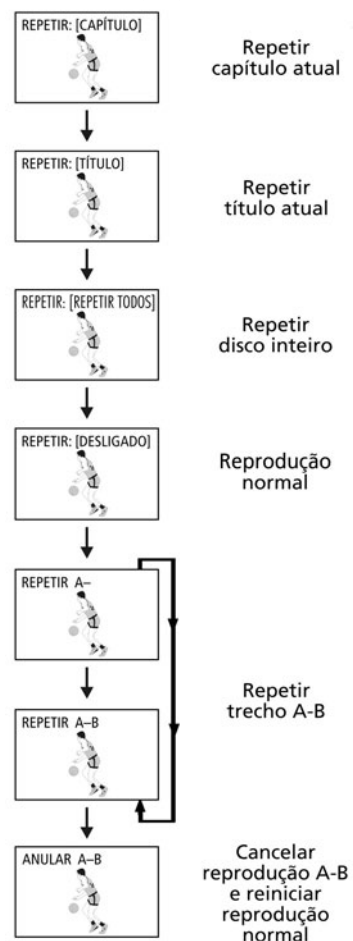 REPETIR: [CAPÍTULO]
Repetir
capítulo atual
REPETIR: [TÍTULO]
Repetir
título atual
REPETIR: [REPETIR TODOS]
Repetir
disco inteiro
REPETIR: [DESLIGADO]
Reprodução
normal
REPETIR A–
REPETIR A–B
Repetir
trecho A-B
ANULAR A–B
Cancelar
reprodução A-B
e reiniciar
reprodução
normal